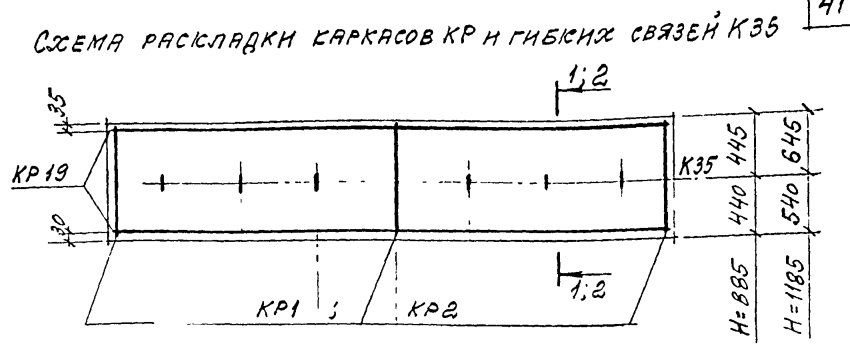 41
СХЕМА РАСКЛАДКИ КАРКАСОВ КР И ГИБКИХ СВЯЗЕЙ К35
1; 2
35
445
645
КР19
К35
440
540
30
1; 2
КР1 ; КР2
H=885
H=1185